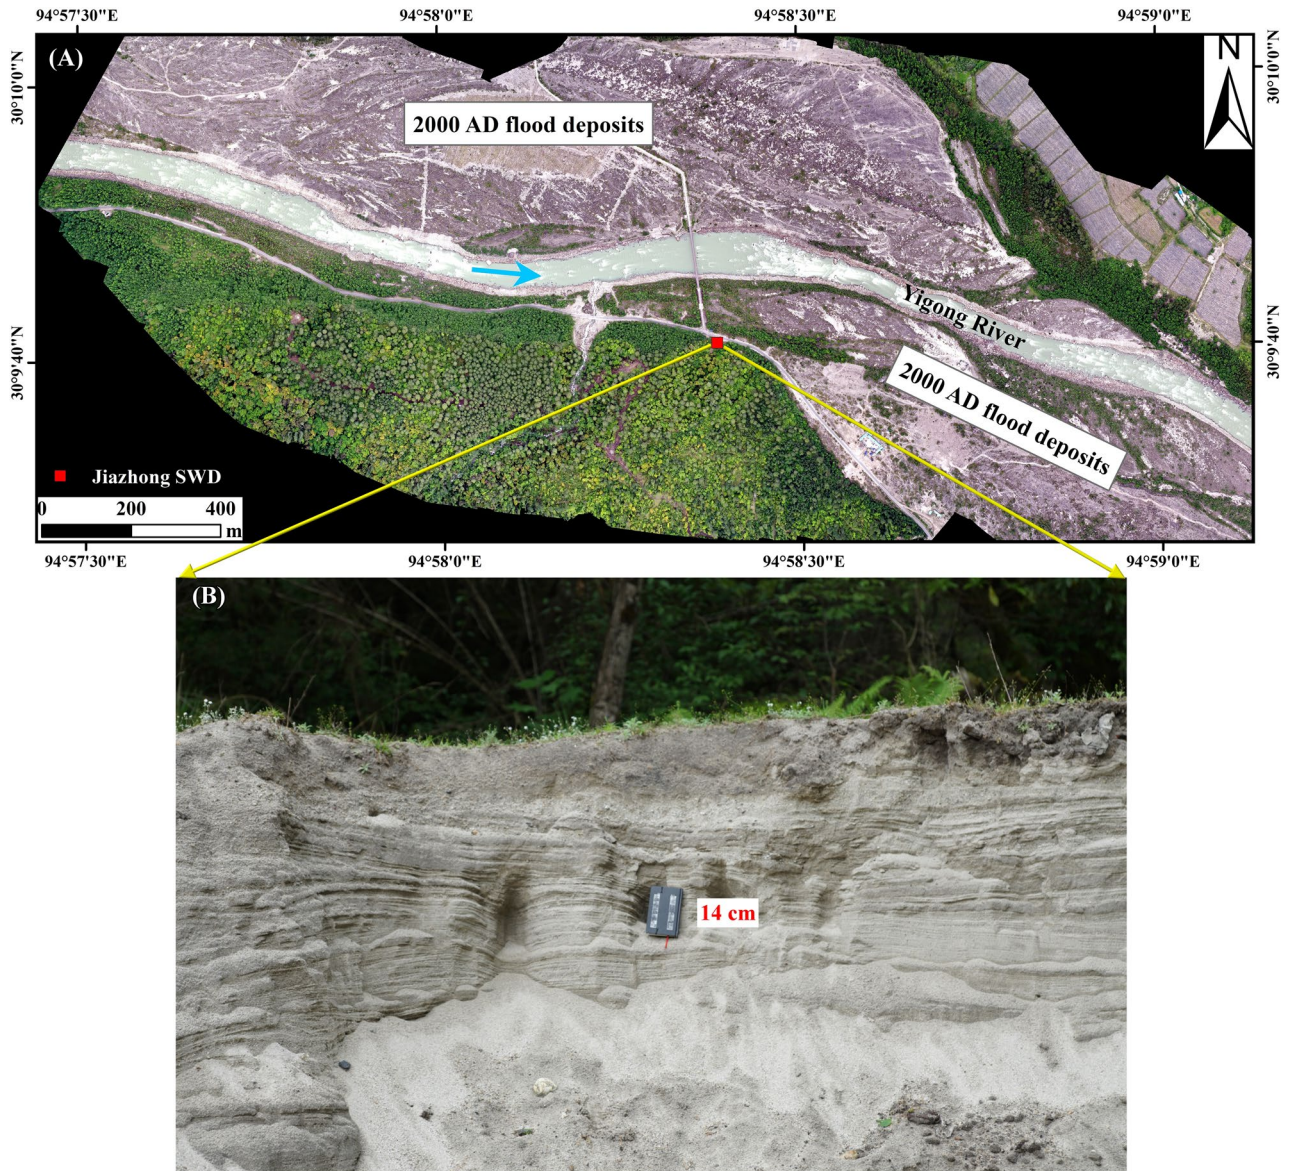 94°57'30"E
94°58'0"E
94°58'30"E
94°59'0"E
(A)
N
30°10'0"N
30°10'0"N
2000 AD flood deposits
Yigong River
30°9'40"N
30°9'40"N
2000 AD flood deposits
Jiazhong SWD
0 200 400
m
94°57'30"E
94°58'0"E
94°58'30"E
94°59'0"E
(B)
14 cm